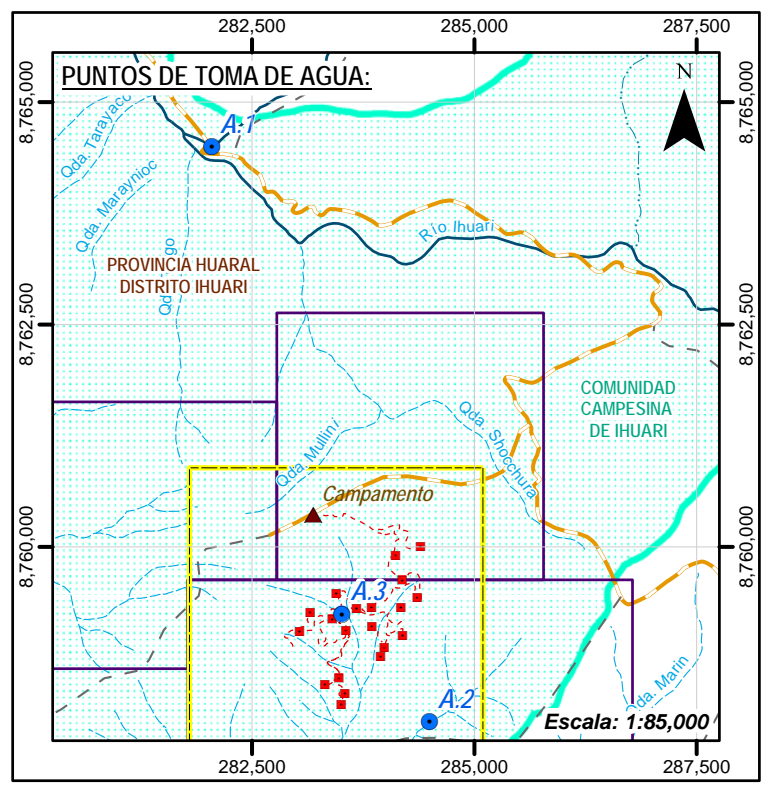 282,500 285,000 287,500
PUNTOS DE TOMA DE AGUA:
N
8,765,000
8,765,000
A.1
Qda. Tarayaco
Qda. Maraynioc
Río Ihuari
PROVINCIA HUARAL
DISTRITO IHUARI
8,762,500
8,762,500
COMUNIDAD
CAMPESINA
DE IHUARI
Qda. Shocchura
Qda. Mullini
Campamento
8,760,000
8,760,000
A.3
Qda. Marin
A.2
Escala: 1:85,000
282,500 285,000 287,500